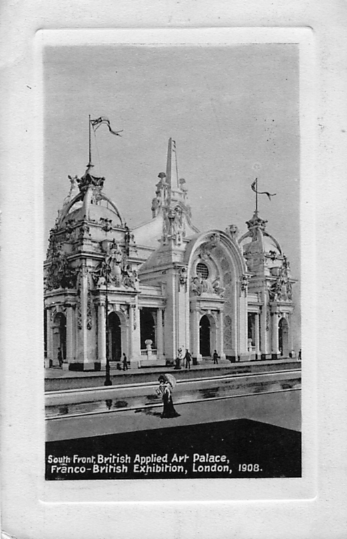 South Front, British Applied Art Palace,
Franco-British Exhibition, London, 1908.